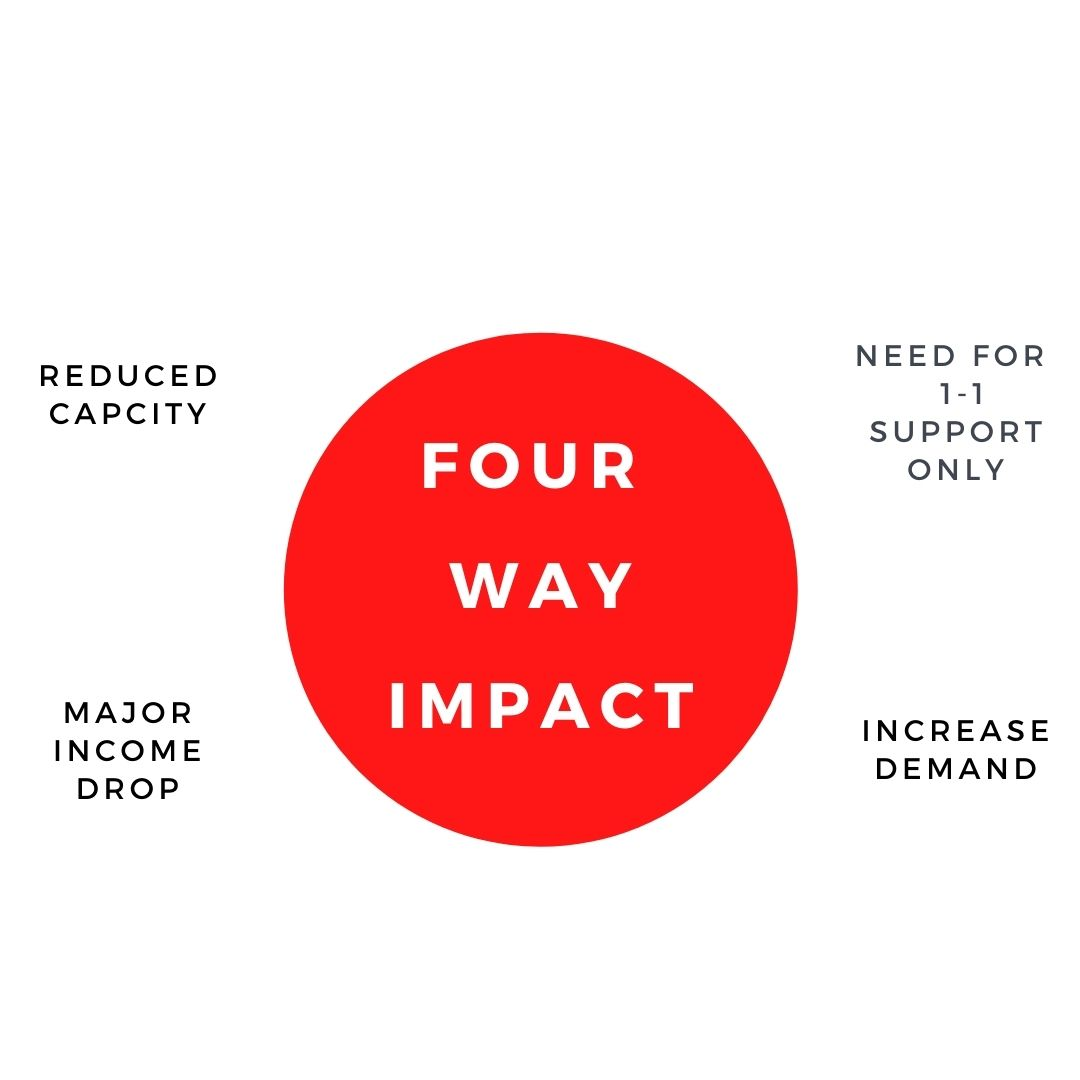 REDUCED
CAPCITY
NEED FOR
1-1
SUPPORT
ONLY
FOUR
WAY
IMPACT
MAJOR
INCOME
DROP
INCREASE
DEMAND